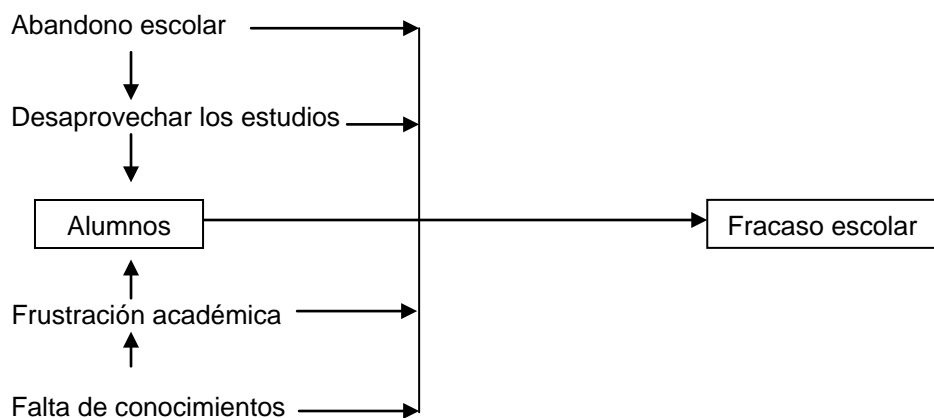 Abandono escolar
Desaprovechar los estudios
Alumnos
Fracaso escolar
Frustración académica
Falta de conocimientos